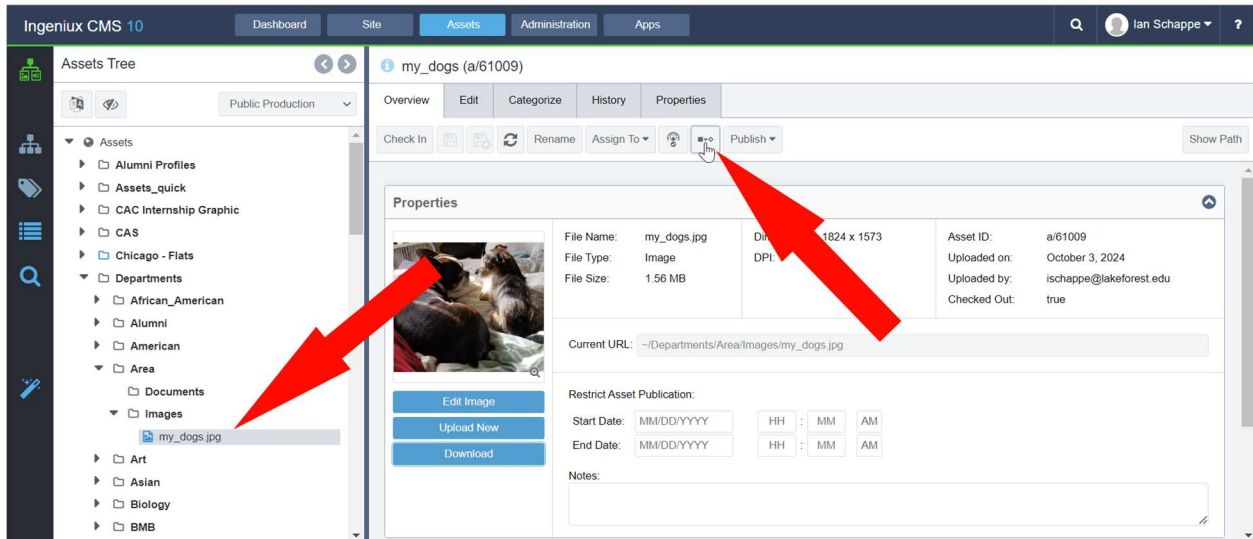 Ingeniux CMS 10
Dashboard
Site
Assets
Administration
Apps
Ian Schappe
?
Assets Tree
Public Production
Assets
Alumni Profiles
Assets_quick
CAC Internship Graphic
CAS
Chicago - Flats
Departments
African_American
Alumni
American
Area
Documents
Images
my_dogs.jpg
Art
Asian
Biology
BMB
my_dogs (a/61009)
Overview
Edit
Categorize
History
Properties
Check In
Rename
Assign To
Publish
Show Path
Properties
Edit Image
Upload New
Download
File Name: my_dogs.jpg
File Type: Image
File Size: 1.56 MB
1824 x 1573
DPI:
Asset ID: a/61009
Uploaded on: October 3, 2024
Uploaded by: ischappe@lakeforest.edu
Checked Out: true
Current URL: ~/Departments/Area/Images/my_dogs.jpg
Restrict Asset Publication:
Start Date: MM/DD/YYYY HH : MM AM
End Date: MM/DD/YYYY HH : MM AM
Notes: